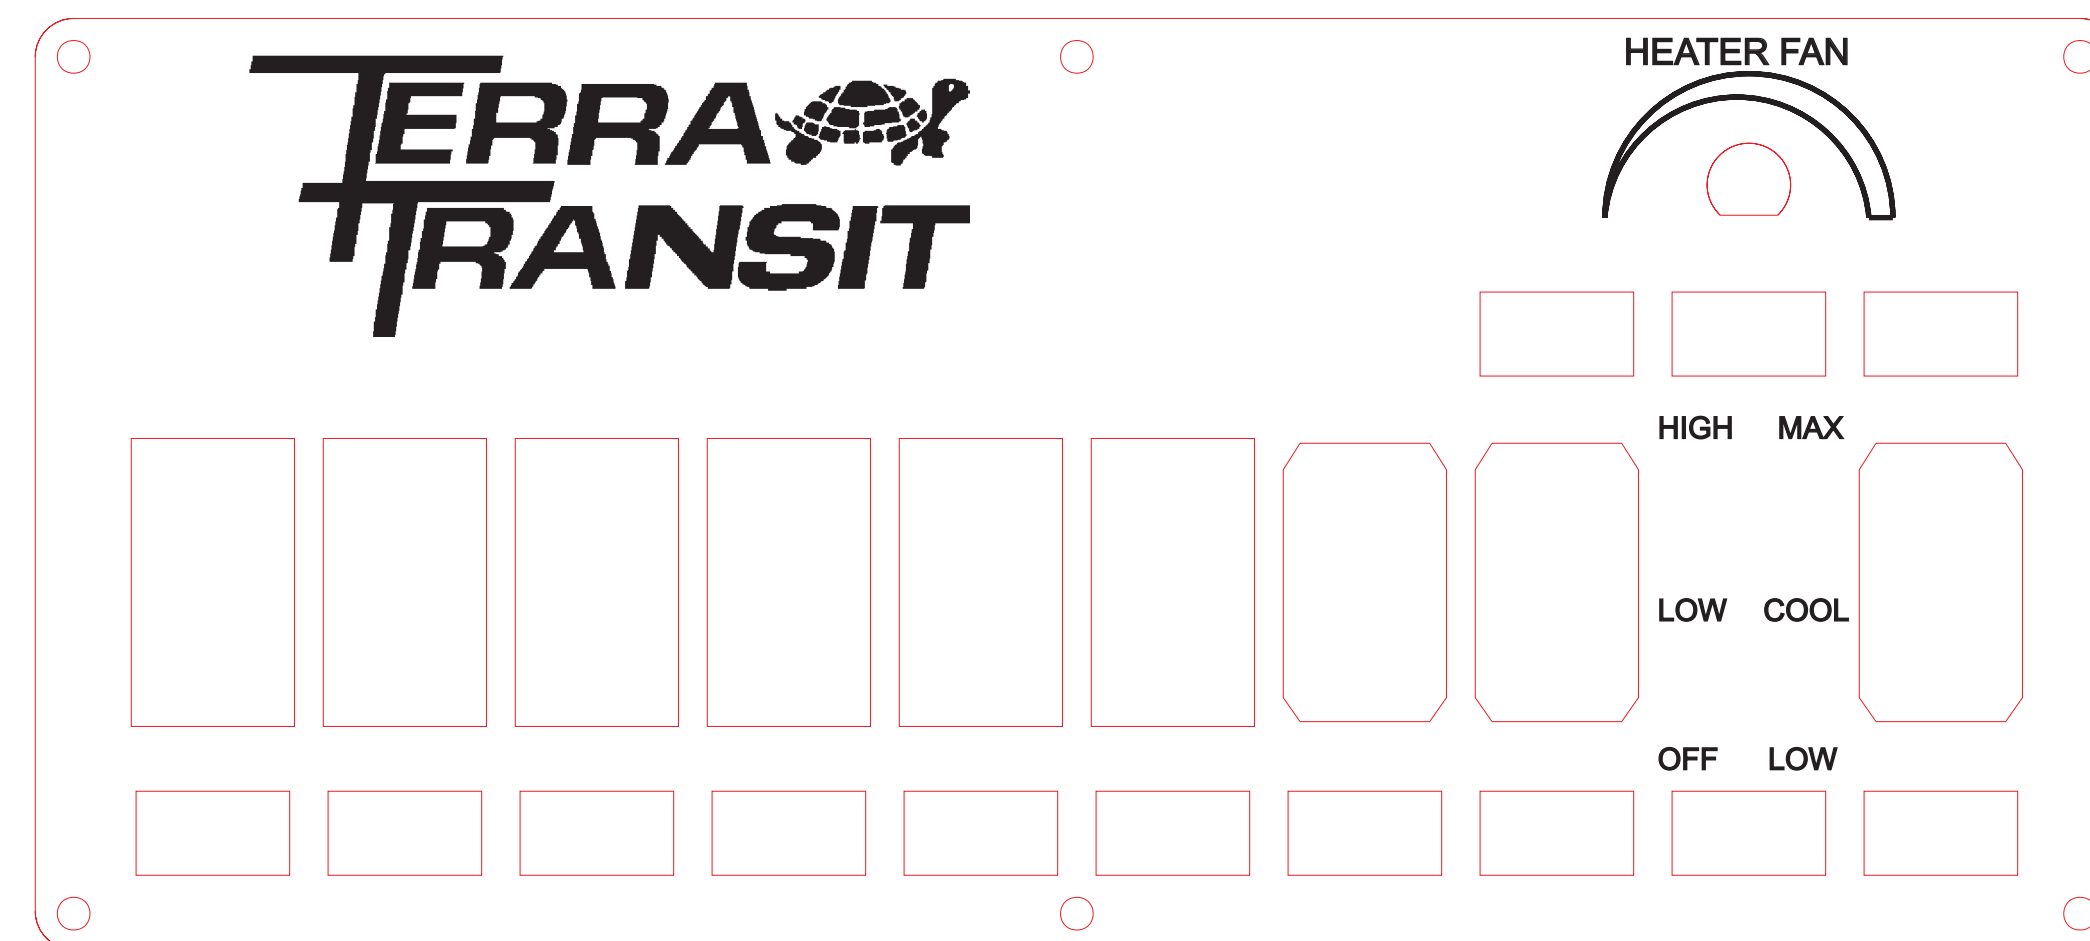 TERRA
TRANSIT
HEATER FAN
HIGH MAX
LOW COOL
OFF LOW